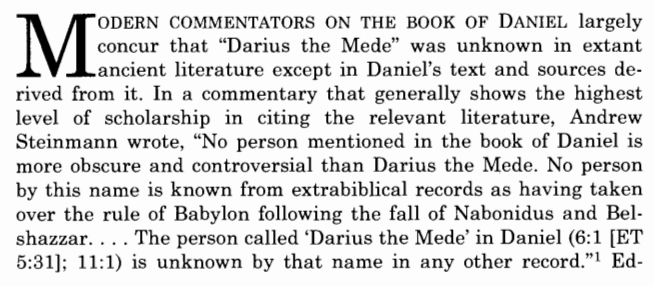 MODERN COMMENTATORS ON THE BOOK OF DANIEL largely
concur that “Darius the Mede” was unknown in extant
ancient literature except in Daniel’s text and sources de-
rived from it. In a commentary that generally shows the highest
level of scholarship in citing the relevant literature, Andrew
Steinmann wrote, “No person mentioned in the book of Daniel is
more obscure and controversial than Darius the Mede. No person
by this name is known from extrabiblical records as having taken
over the rule of Babylon following the fall of Nabonidus and Bel-
shazzar. . . . The person called ‘Darius the Mede’ in Daniel (6:1 [ET
5:31]; 11:1) is unknown by that name in any other record.”1 Ed-